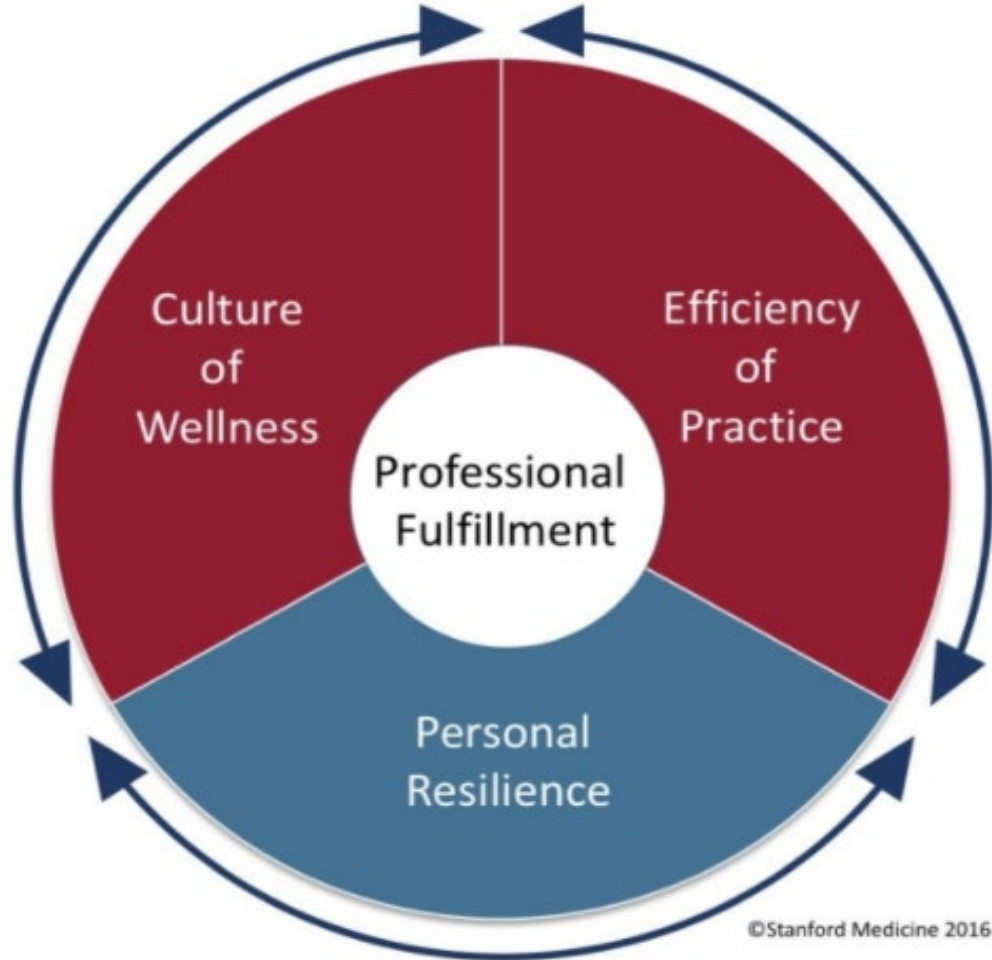 Culture
of
Wellness
Efficiency
of
Practice
Professional
Fulfillment
Personal
Resilience
©Stanford Medicine 2016